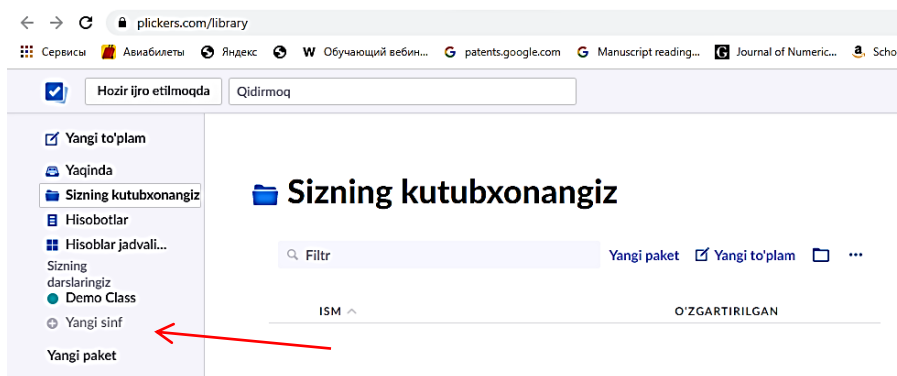 plickers.com/library
Сервисы Авиабилеты Яндекс W Обучающий вебин... G patents.google.com G Manuscript reading... G Journal of Numeric... a Scho
Hozir ijro etilmoqda Qidirmoq
Yangi to'plam
Yaqinda
Sizning kutubxonangiz
Hisobotlar
Hisoblar jadvali...
Sizning
darslaringiz
Demo Class
Yangi sinf
Yangi paket
Sizning kutubxonangiz
Filtr Yangi paket Yangi to'plam ...
ISM O'ZGARTIRILGAN